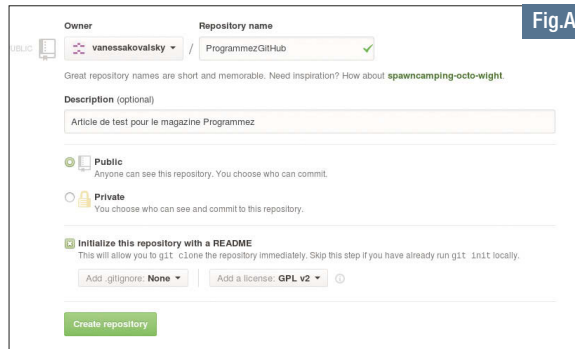 Fig.A
Owner
Repository name
PUBLIC
vanessakovalsky / ProgrammezGitHub
Great repository names are short and memorable. Need inspiration? How about spawncamping-octo-wight.
Description (optional)
Article de test pour le magazine Programmez
Public
Anyone can see this repository. You choose who can commit.
Private
You choose who can see and commit to this repository.
Initialize this repository with a README
This will allow you to git clone the repository immediately. Skip this step if you have already run git init locally.
Add .gitignore: None
Add a license: GPL v2
Create repository